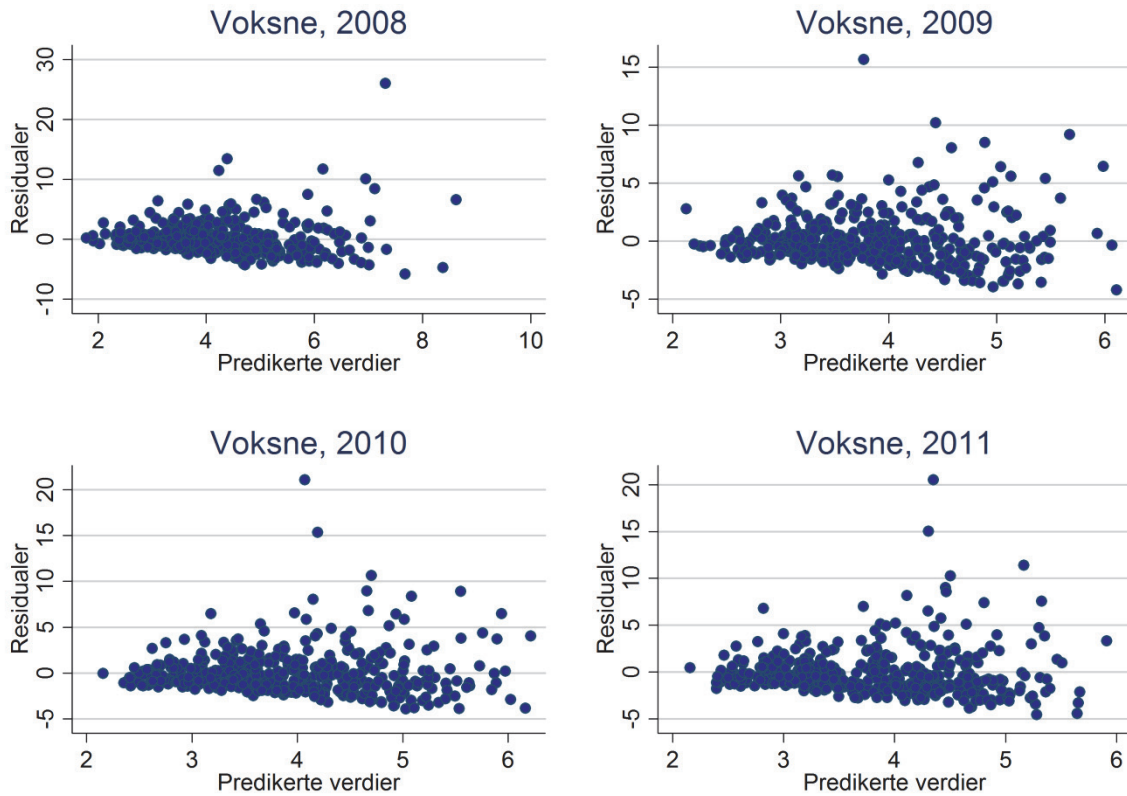 Voksne, 2008
Residualer
30
20
10
0
-10
2 4 6 8 10
Predikerte verdier
Voksne, 2009
Residualer
15
10
5
0
-5
2 3 4 5 6
Predikerte verdier
Voksne, 2010
Residualer
20
15
10
5
0
-5
2 3 4 5 6
Predikerte verdier
Voksne, 2011
Residualer
20
15
10
5
0
-5
2 3 4 5 6
Predikerte verdier